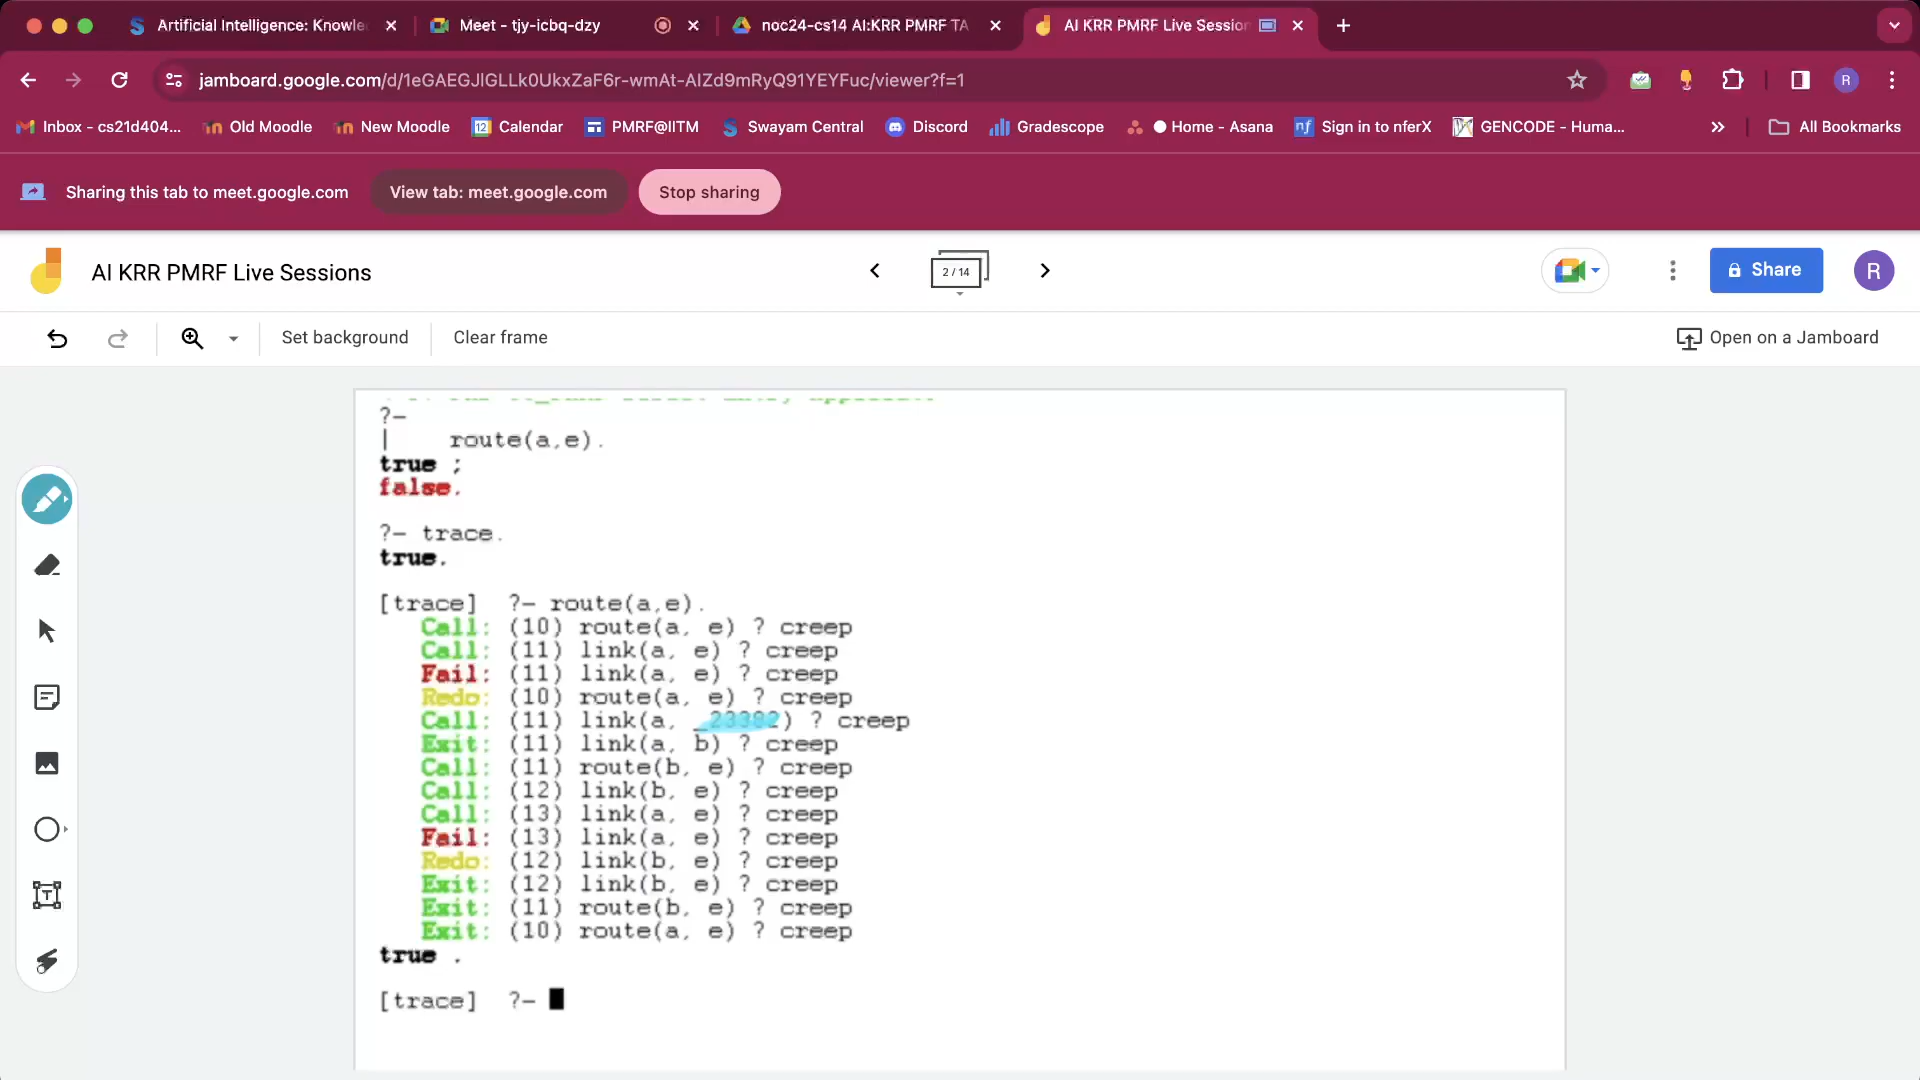 Artificial Intelligence: Knowle
Meet - tjy-icbq-dzy
noc24-cs14 AI:KRR PMRF TA
AI KRR PMRF Live Session
jamboard.google.com/d/1eGAEGJIGLLk0UkxZaF6r-wmAt-AIZd9mRyQ91YEYFuc/viewer?f=1
R
Inbox - cs21d404...
Old Moodle
New Moodle
12
Calendar
PMRF@IITM
Swayam Central
Discord
Gradescope
Home - Asana
nf
Sign in to nferX
GENCODE - Huma...
All Bookmarks
Sharing this tab to meet.google.com
View tab: meet.google.com
Stop sharing
AI KRR PMRF Live Sessions
2 / 14
Share
R
Set background
Clear frame
Open on a Jamboard
?-
| route(a,e).
true ;
false.
?- trace.
true.
[trace] ?- route(a,e).
Call: (10) route(a, e) ? creep
Call: (11) link(a, e) ? creep
Fail: (11) link(a, e) ? creep
Redo: (10) route(a, e) ? creep
Call: (11) link(a, _23382) ? creep
Exit: (11) link(a, b) ? creep
Call: (11) route(b, e) ? creep
Call: (12) link(b, e) ? creep
Call: (13) link(a, e) ? creep
Fail: (13) link(a, e) ? creep
Redo: (12) link(b, e) ? creep
Exit: (12) link(b, e) ? creep
Exit: (11) route(b, e) ? creep
Exit: (10) route(a, e) ? creep
true .
[trace] ?-